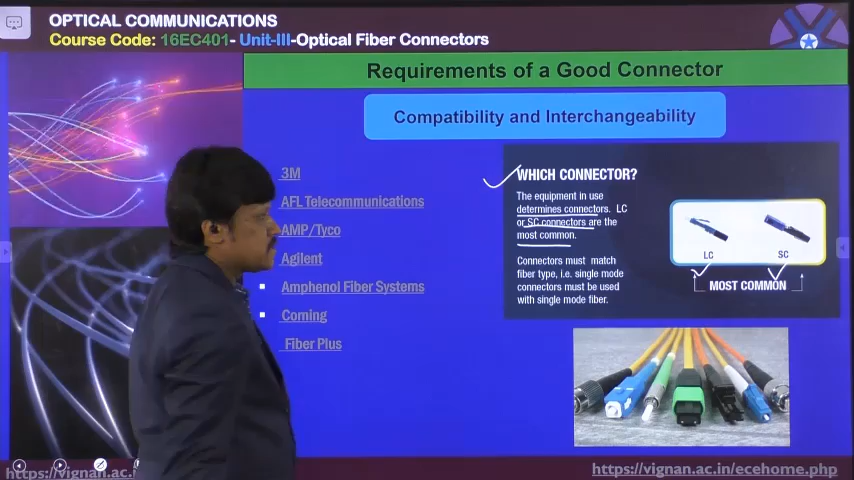 OPTICAL COMMUNICATIONS
Course Code: 16EC401- Unit-III-Optical Fiber Connectors
Requirements of a Good Connector
Compatibility and Interchangeability
3M
AFL Telecommunications
AMP/Tyco
Agilent
Amphenol Fiber Systems
Corning
Fiber Plus
WHICH CONNECTOR?
The equipment in use
determines connectors. LC
or SC connectors are the
most common.
Connectors must match
fiber type, i.e. single mode
connectors must be used
with single mode fiber.
LC
SC
MOST COMMON
https://vignan.ac.i
https://vignan.ac.in/ecehome.php